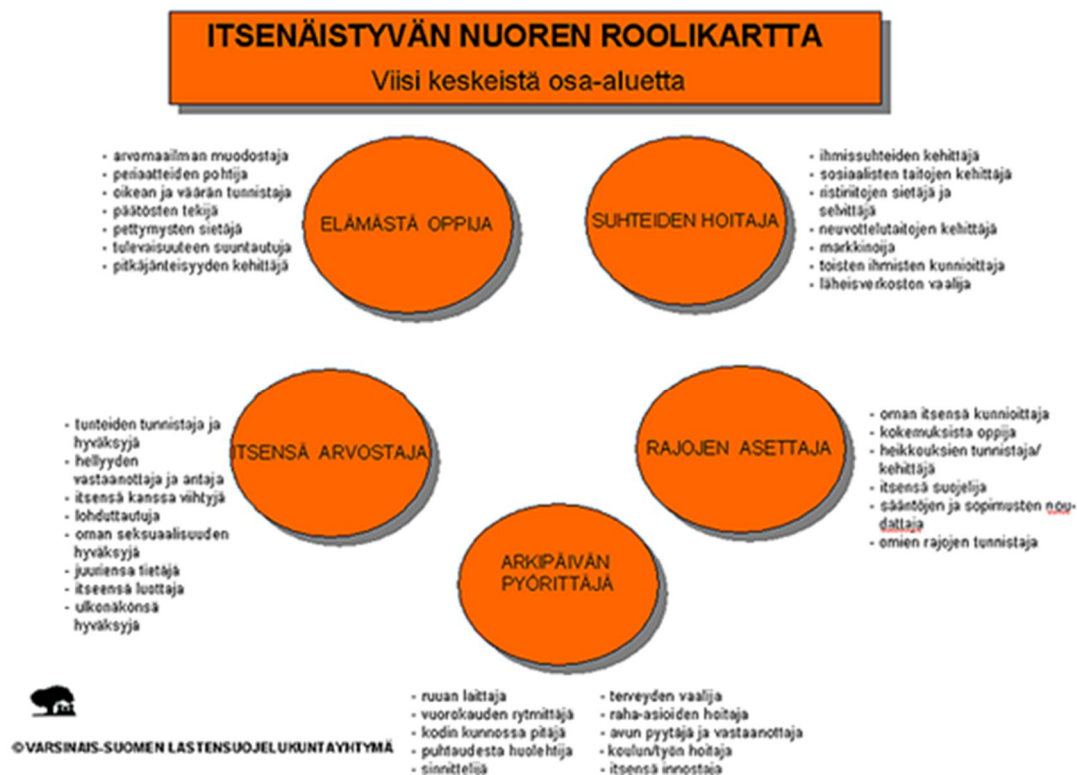 ITSENÄISTYVÄN NUOREN ROOLIKARTTA
Viisi keskeistä osa-aluetta
- arvomaailman muodostaja
- periaatteiden pohtija
- oikean ja väärän tunnistaja
- päätösten tekijä
- pettymysten sietäjä
- tulevaisuuteen suuntautuja
- pitkäjänteisyyden kehittäjä
ELÄMÄSTÄ OPPIJA
SUHTEIDEN HOITAJA
- ihmissuhteiden kehittäjä
- sosiaalisten taitojen kehittäjä
- ristiriitojen sietäjä ja
selvittäjä
- neuvottelutaitojen kehittäjä
- markkinoija
- toisten ihmisten kunnioittaja
- läheisverkoston vaalija
- tunteiden tunnistaja ja
hyväksyjä
- hellyyden
vastaanottaja ja antaja
- itsensä kanssa viihtyjä
- lohduttautuja
- oman seksuaalisuuden
hyväksyjä
- juuriensa tietäjä
- itseensä luottaja
- ulkonäkönsä
hyväksyjä
ITSENSÄ ARVOSTAJA
RAJOJEN ASETTAJA
- oman itsensä kunnioittaja
- kokemuksista oppija
- heikkouksien tunnistaja/
kehittäjä
- itsensä suojelija
- sääntöjen ja sopimusten nou-
dattaja
- omien rajojen tunnistaja
ARKIPÄIVÄN
PYÖRITTÄJÄ
- ruuan laittaja
- vuorokauden rytmittäjä
- kodin kunnossa pitäjä
- puhtaudesta huolehtija
- sinnittelijä
- terveyden vaalija
- raha-asioiden hoitaja
- avun pyytäjä ja vastaanottaja
- koulun/työn hoitaja
- itsensä innostaja
© VARSINAIS-SUOMEN LASTENSUOJELUKUNTAYHTYMÄ